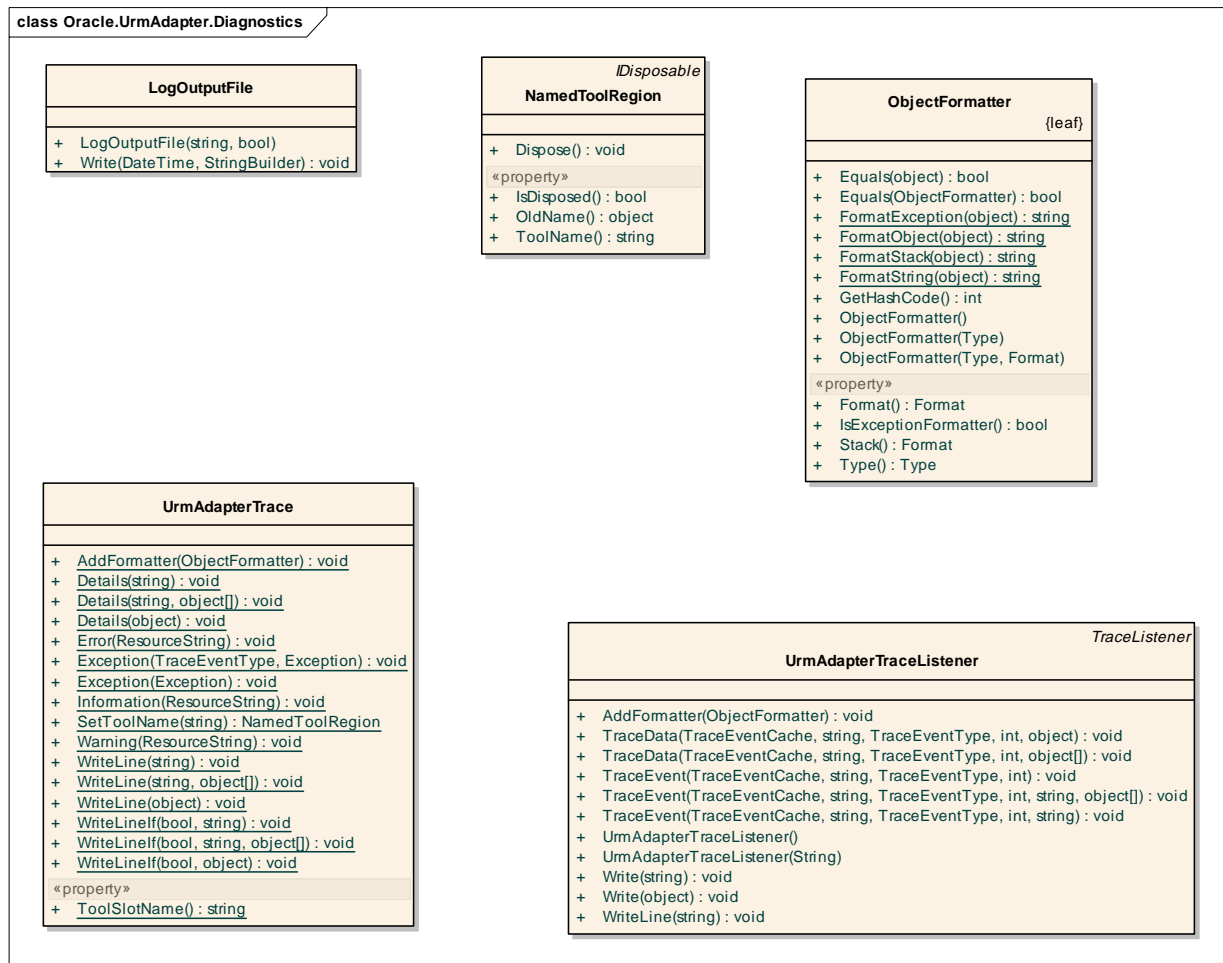 class Oracle.UrmAdapter.Diagnostics
LogOutputFile
+ LogOutputFile(string, bool)
+ Write(DateTime, StringBuilder) : void
IDisposable
NamedToolRegion
+ Dispose() : void
«property»
+ IsDisposed() : bool
+ OldName() : object
+ ToolName() : string
ObjectFormatter
{leaf}
+ Equals(object) : bool
+ Equals(ObjectFormatter) : bool
+ FormatException(object) : string
+ FormatObject(object) : string
+ FormatStack(object) : string
+ FormatString(object) : string
+ GetHashCode() : int
+ ObjectFormatter()
+ ObjectFormatter(Type)
+ ObjectFormatter(Type, Format)
«property»
+ Format() : Format
+ IsExceptionFormatter() : bool
+ Stack() : Format
+ Type() : Type
UrmAdapterTrace
+ AddFormatter(ObjectFormatter) : void
+ Details(string) : void
+ Details(string, object[]) : void
+ Details(object) : void
+ Error(ResourceString) : void
+ Exception(TraceEventType, Exception) : void
+ Exception(Exception) : void
+ Information(ResourceString) : void
+ SetToolName(string) : NamedToolRegion
+ Warning(ResourceString) : void
+ WriteLine(string) : void
+ WriteLine(string, object[]) : void
+ WriteLine(object) : void
+ WriteLineIf(bool, string) : void
+ WriteLineIf(bool, string, object[]) : void
+ WriteLineIf(bool, object) : void
«property»
+ ToolSlotName() : string
TraceListener
UrmAdapterTraceListener
+ AddFormatter(ObjectFormatter) : void
+ TraceData(TraceEventCache, string, TraceEventType, int, object) : void
+ TraceData(TraceEventCache, string, TraceEventType, int, object[]) : void
+ TraceEvent(TraceEventCache, string, TraceEventType, int) : void
+ TraceEvent(TraceEventCache, string, TraceEventType, int, string, object[]) : void
+ TraceEvent(TraceEventCache, string, TraceEventType, int, string) : void
+ UrmAdapterTraceListener()
+ UrmAdapterTraceListener(String)
+ Write(string) : void
+ Write(object) : void
+ WriteLine(string) : void